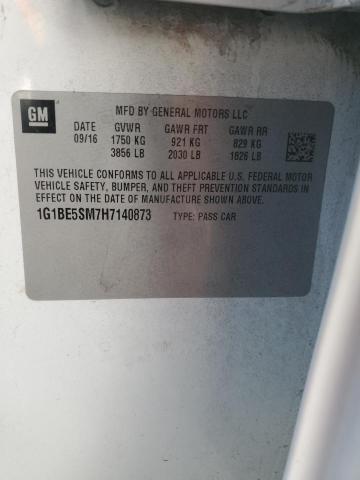 GM
MFD BY GENERAL MOTORS LLC
DATE GVWR GAWR FRT GAWR RR
09/16 1750 KG 921 KG 829 KG
3856 LB 2030 LB 1826 LB
THIS VEHICLE CONFORMS TO ALL APPLICABLE U.S. FEDERAL MOTOR
VEHICLE SAFETY, BUMPER, AND THEFT PREVENTION STANDARDS IN
EFFECT ON THE DATE OF MANUFACTURE SHOWN ABOVE.
1G1BE5SM7H7140873 TYPE: PASS CAR